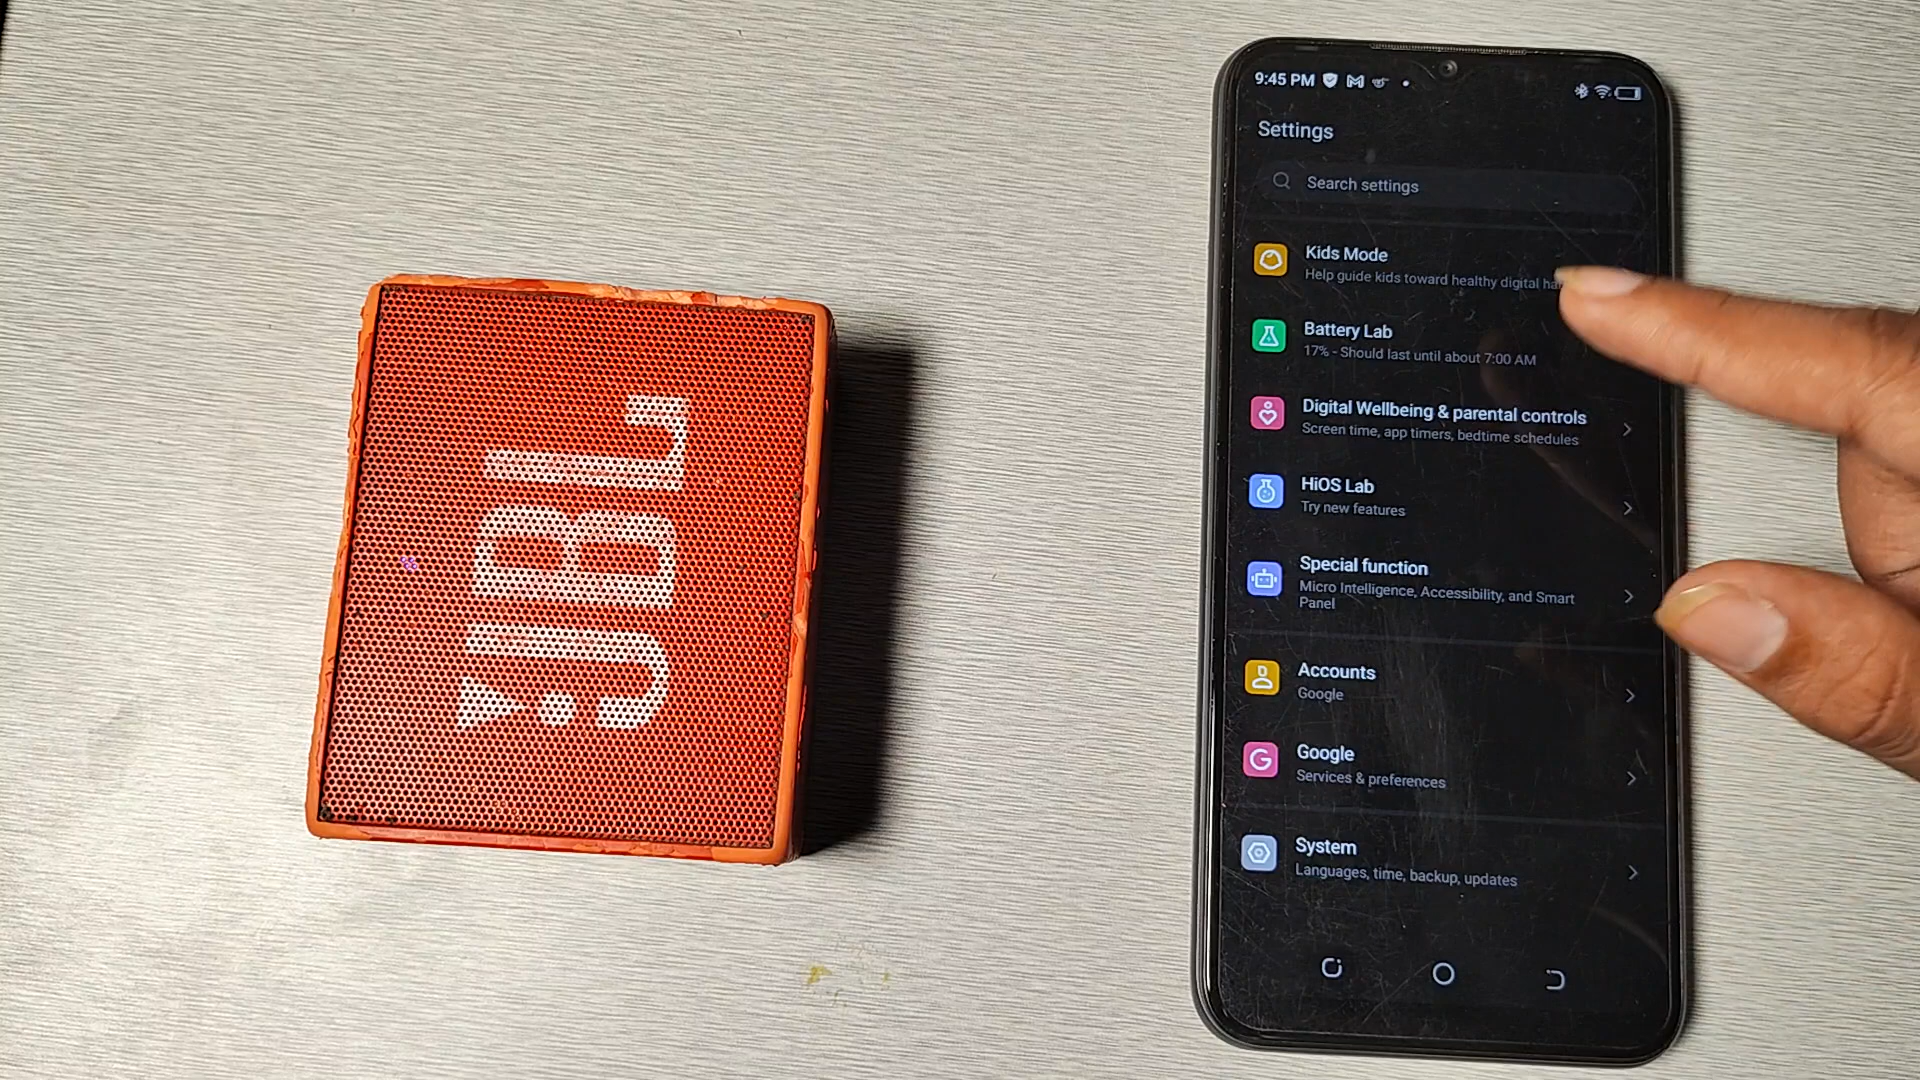 JBL
9:45 PM
Settings
Search settings
Kids Mode
Help guide kids toward healthy digital
Battery Lab
17% - Should last until about 7:00 AM
Digital Wellbeing & parental controls
Screen time, app timers, bedtime schedules
HiOS Lab
Try new features
Special function
Micro Intelligence, Accessibility, and Smart
Panel
Accounts
Google
Google
Services & preferences
System
Languages, time, backup, updates